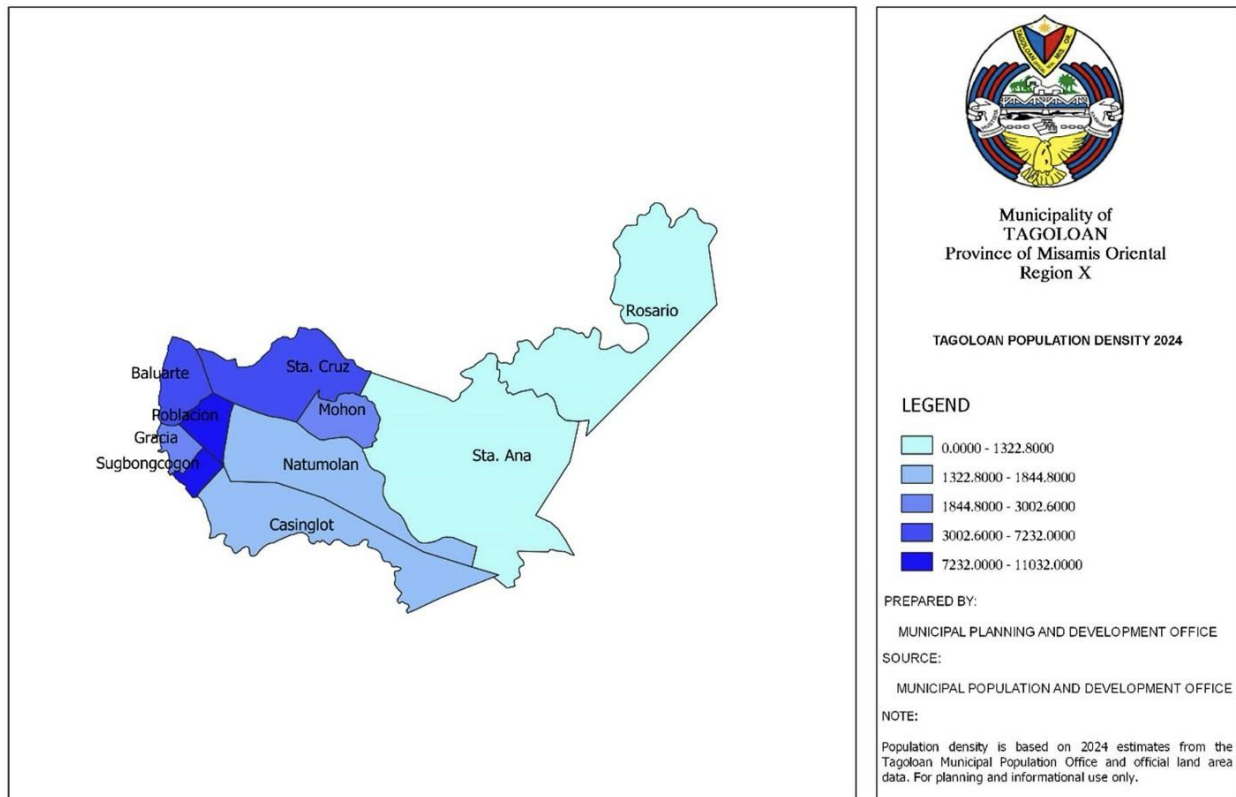 Rosario
Baluarte
Sta. Cruz
Poblacion
Mohon
Gracia
Sugbongcogon
Natumolan
Sta. Ana
Casinglot
TAGOLOAN
MIS. OR.
Municipality of
TAGOLOAN
Province of Misamis Oriental
Region X
TAGOLOAN POPULATION DENSITY 2024
LEGEND
0.0000 - 1322.8000
1322.8000 - 1844.8000
1844.8000 - 3002.6000
3002.6000 - 7232.0000
7232.0000 - 11032.0000
PREPARED BY:
MUNICIPAL PLANNING AND DEVELOPMENT OFFICE
SOURCE:
MUNICIPAL POPULATION AND DEVELOPMENT OFFICE
NOTE:
Population density is based on 2024 estimates from the
Tagoloan Municipal Population Office and official land area
data. For planning and informational use only.